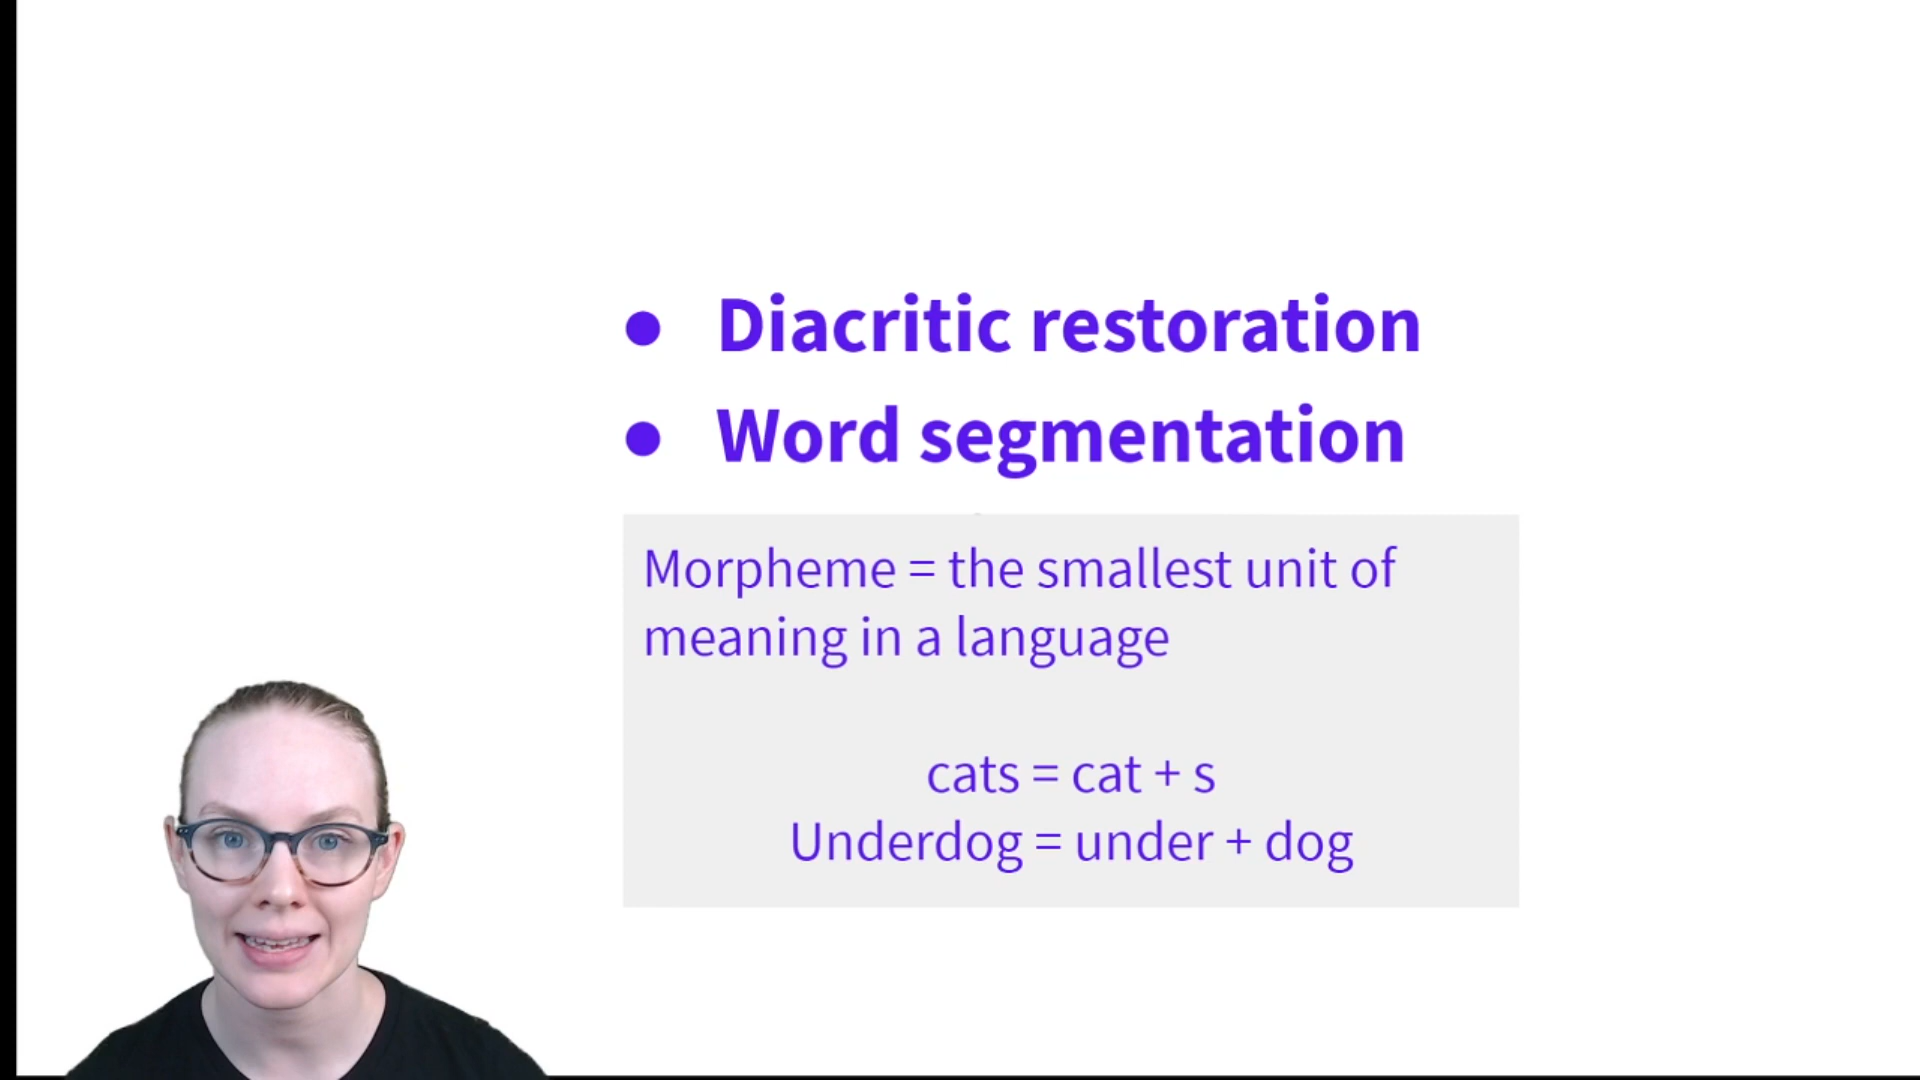 ● Diacritic restoration
● Word segmentation
Morpheme = the smallest unit of
meaning in a language
cats = cat + s
Underdog = under + dog